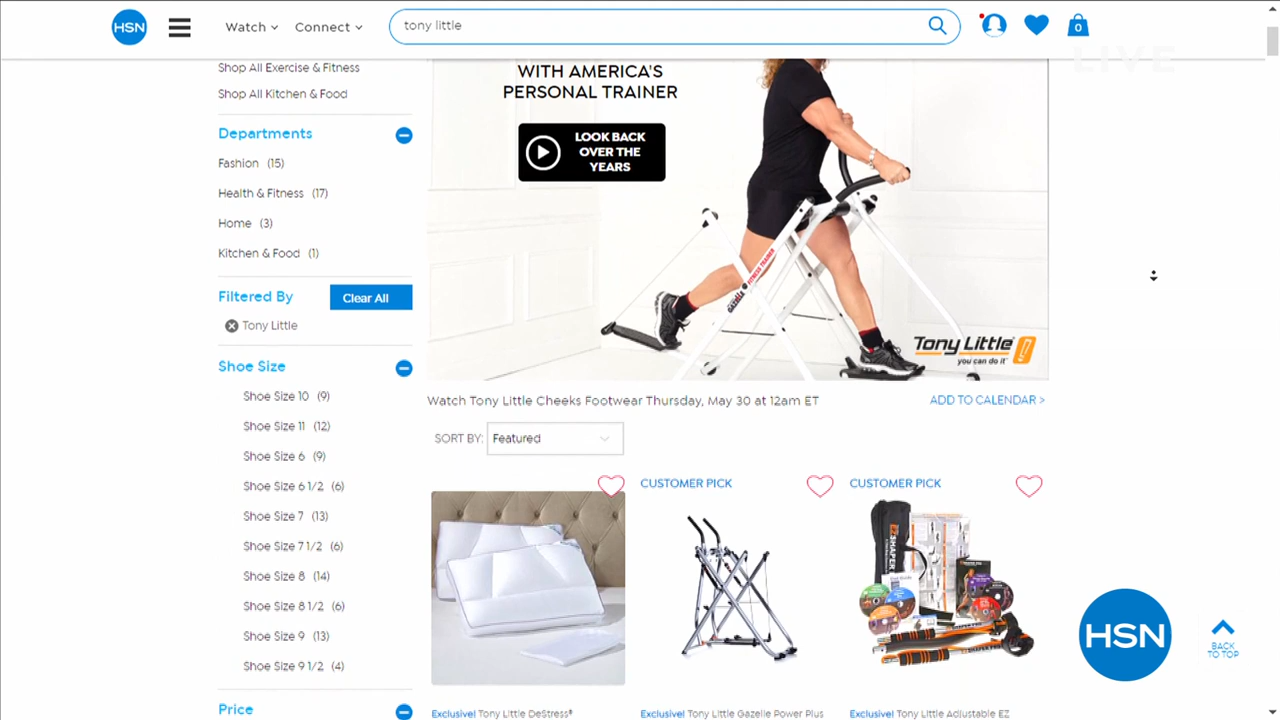 HSN
Watch
Connect
tony little
0
LIVE
Shop All Exercise & Fitness
Shop All Kitchen & Food
Departments
Fashion (15)
Health & Fitness (17)
Home (3)
Kitchen & Food (1)
Filtered By
Clear All
Tony Little
Shoe Size
Shoe Size 10 (9)
Shoe Size 11 (12)
Shoe Size 6 (9)
Shoe Size 6 1/2 (6)
Shoe Size 7 (13)
Shoe Size 7 1/2 (6)
Shoe Size 8 (14)
Shoe Size 8 1/2 (6)
Shoe Size 9 (13)
Shoe Size 9 1/2 (4)
Price
WITH AMERICA'S
PERSONAL TRAINER
LOOK BACK
OVER THE
YEARS
GAZELLE
FITNESS TRAINER
Tony Little
you can do it
Watch Tony Little Cheeks Footwear Thursday, May 30 at 12am ET
ADD TO CALENDAR >
SORT BY:
Featured
CUSTOMER PICK
CUSTOMER PICK
EZSHAPER
Exclusive! Tony Little DeStress®
Exclusive! Tony Little Gazelle Power Plus
Exclusive! Tony Little Adjustable EZ
HSN
BACK
TO TOP